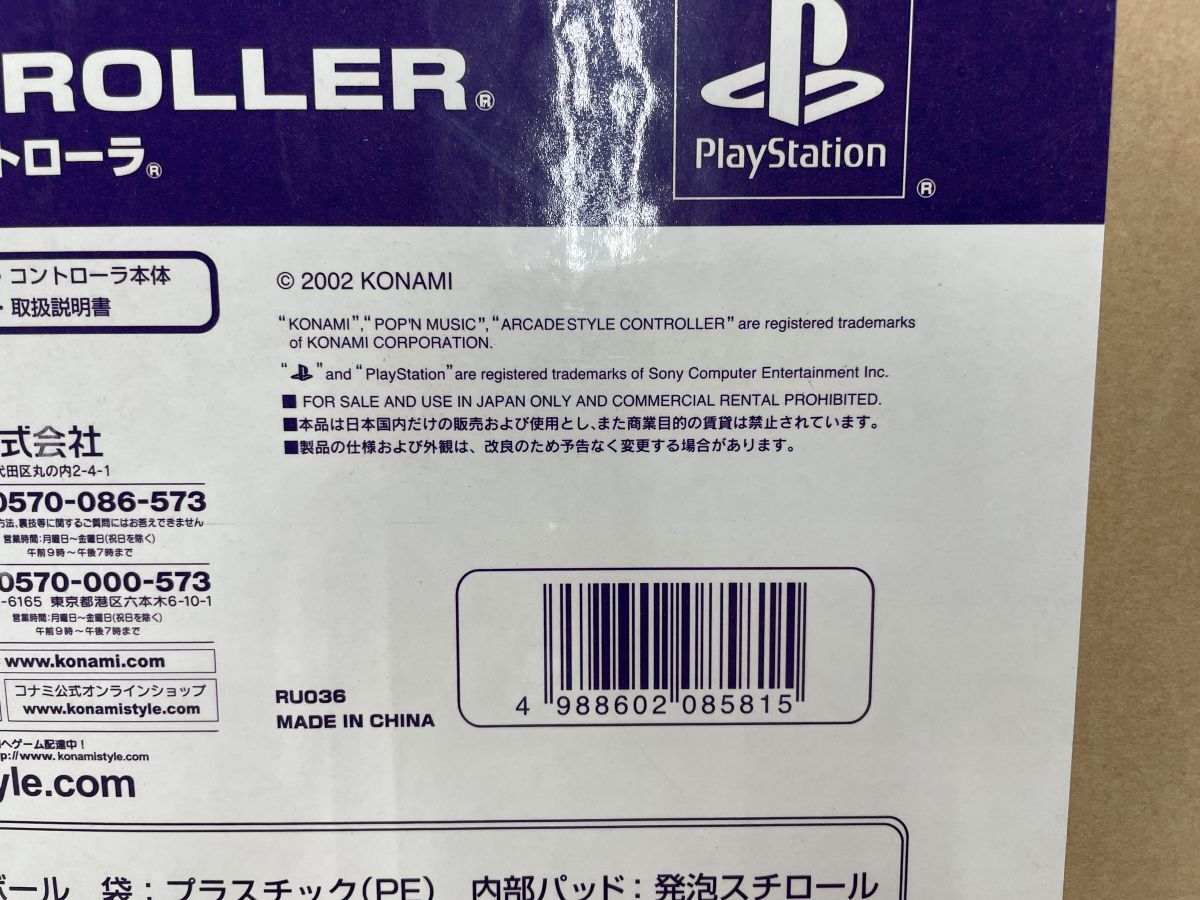 ROLLER®
トローラ®
PlayStation ®
コントローラ本体
・取扱説明書
© 2002 KONAMI
"KONAMI", "POP'N MUSIC", "ARCADE STYLE CONTROLLER" are registered trademarks
of KONAMI CORPORATION.
" " and "PlayStation" are registered trademarks of Sony Computer Entertainment Inc.
■ FOR SALE AND USE IN JAPAN ONLY AND COMMERCIAL RENTAL PROHIBITED.
■本品は日本国内だけの販売および使用とし、また商業目的の賃貸は禁止されています。
■製品の仕様および外観は、改良のため予告なく変更する場合があります。
式会社
代田区丸の内2-4-1
0570-086-573
方法、裏技等に関するご質問にはお答えできません
営業時間:月曜日〜金曜日(祝日を除く)
午前9時〜午後7時まで
0570-000-573
-6165 東京都港区六本木6-10-1
営業時間:月曜日〜金曜日(祝日を除く)
午前9時〜午後7時まで
www.konami.com
コナミ公式オンラインショップ
www.konamistyle.com
へゲーム配達中!
p://www.konamistyle.com
yle.com
RU036
MADE IN CHINA
4 988602 085815
ボール 袋:プラスチック(PE) 内部パッド:発泡スチロール